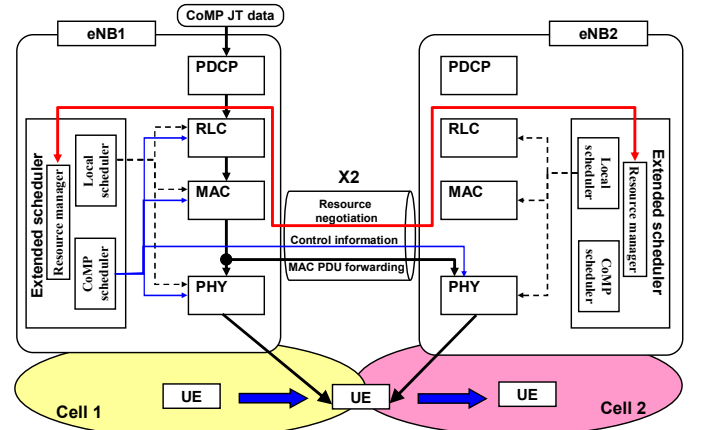 CoMP JT data
eNB1
eNB2
PDCP
PDCP
RLC
RLC
MAC
MAC
PHY
PHY
Extended scheduler
Resource manager
Local
scheduler
CoMP
scheduler
X2
Resource
negotiation
Control information
MAC PDU forwarding
Local
scheduler
CoMP
scheduler
Resource manager
Extended scheduler
UE
UE
UE
Cell 1
Cell 2